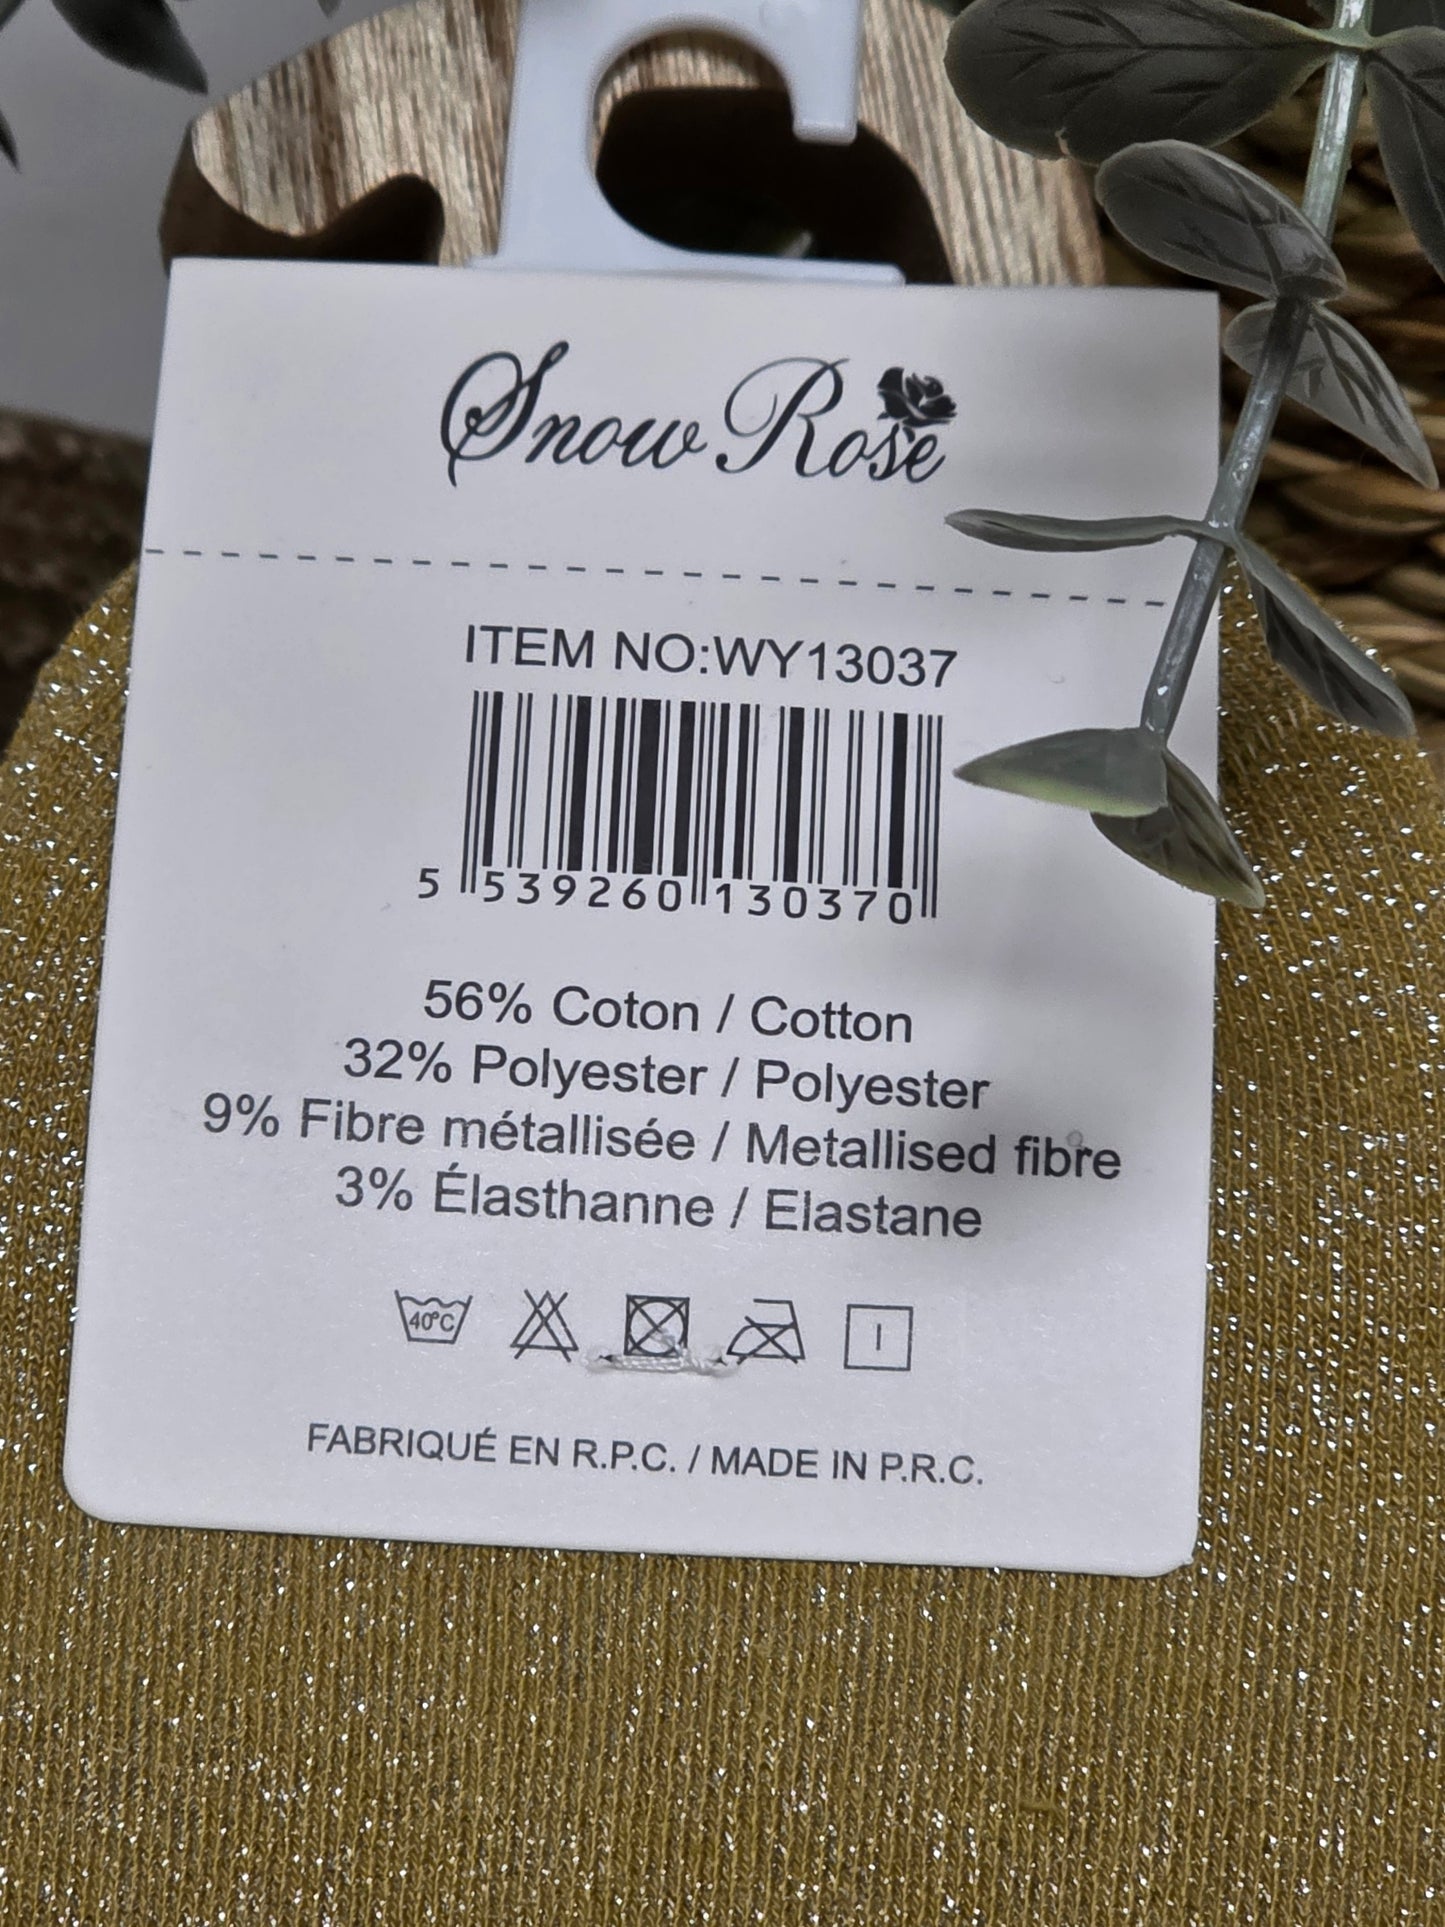 Snow Rose
ITEM NO:WY13037
5 539260 130370
56% Coton / Cotton
32% Polyester / Polyester
9% Fibre métallisée / Metallised fibre
3% Élasthanne / Elastane
40°C
FABRIQUÉ EN R.P.C. / MADE IN P.R.C.